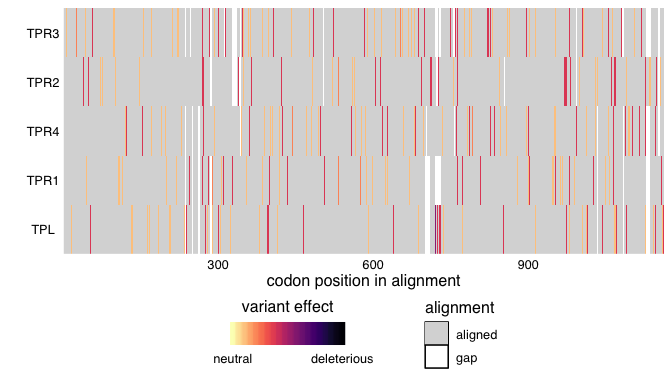 TPR3
TPR2
TPR4
TPR1
TPL
300 600 900
codon position in alignment
variant effect
neutral deleterious
alignment
aligned
gap